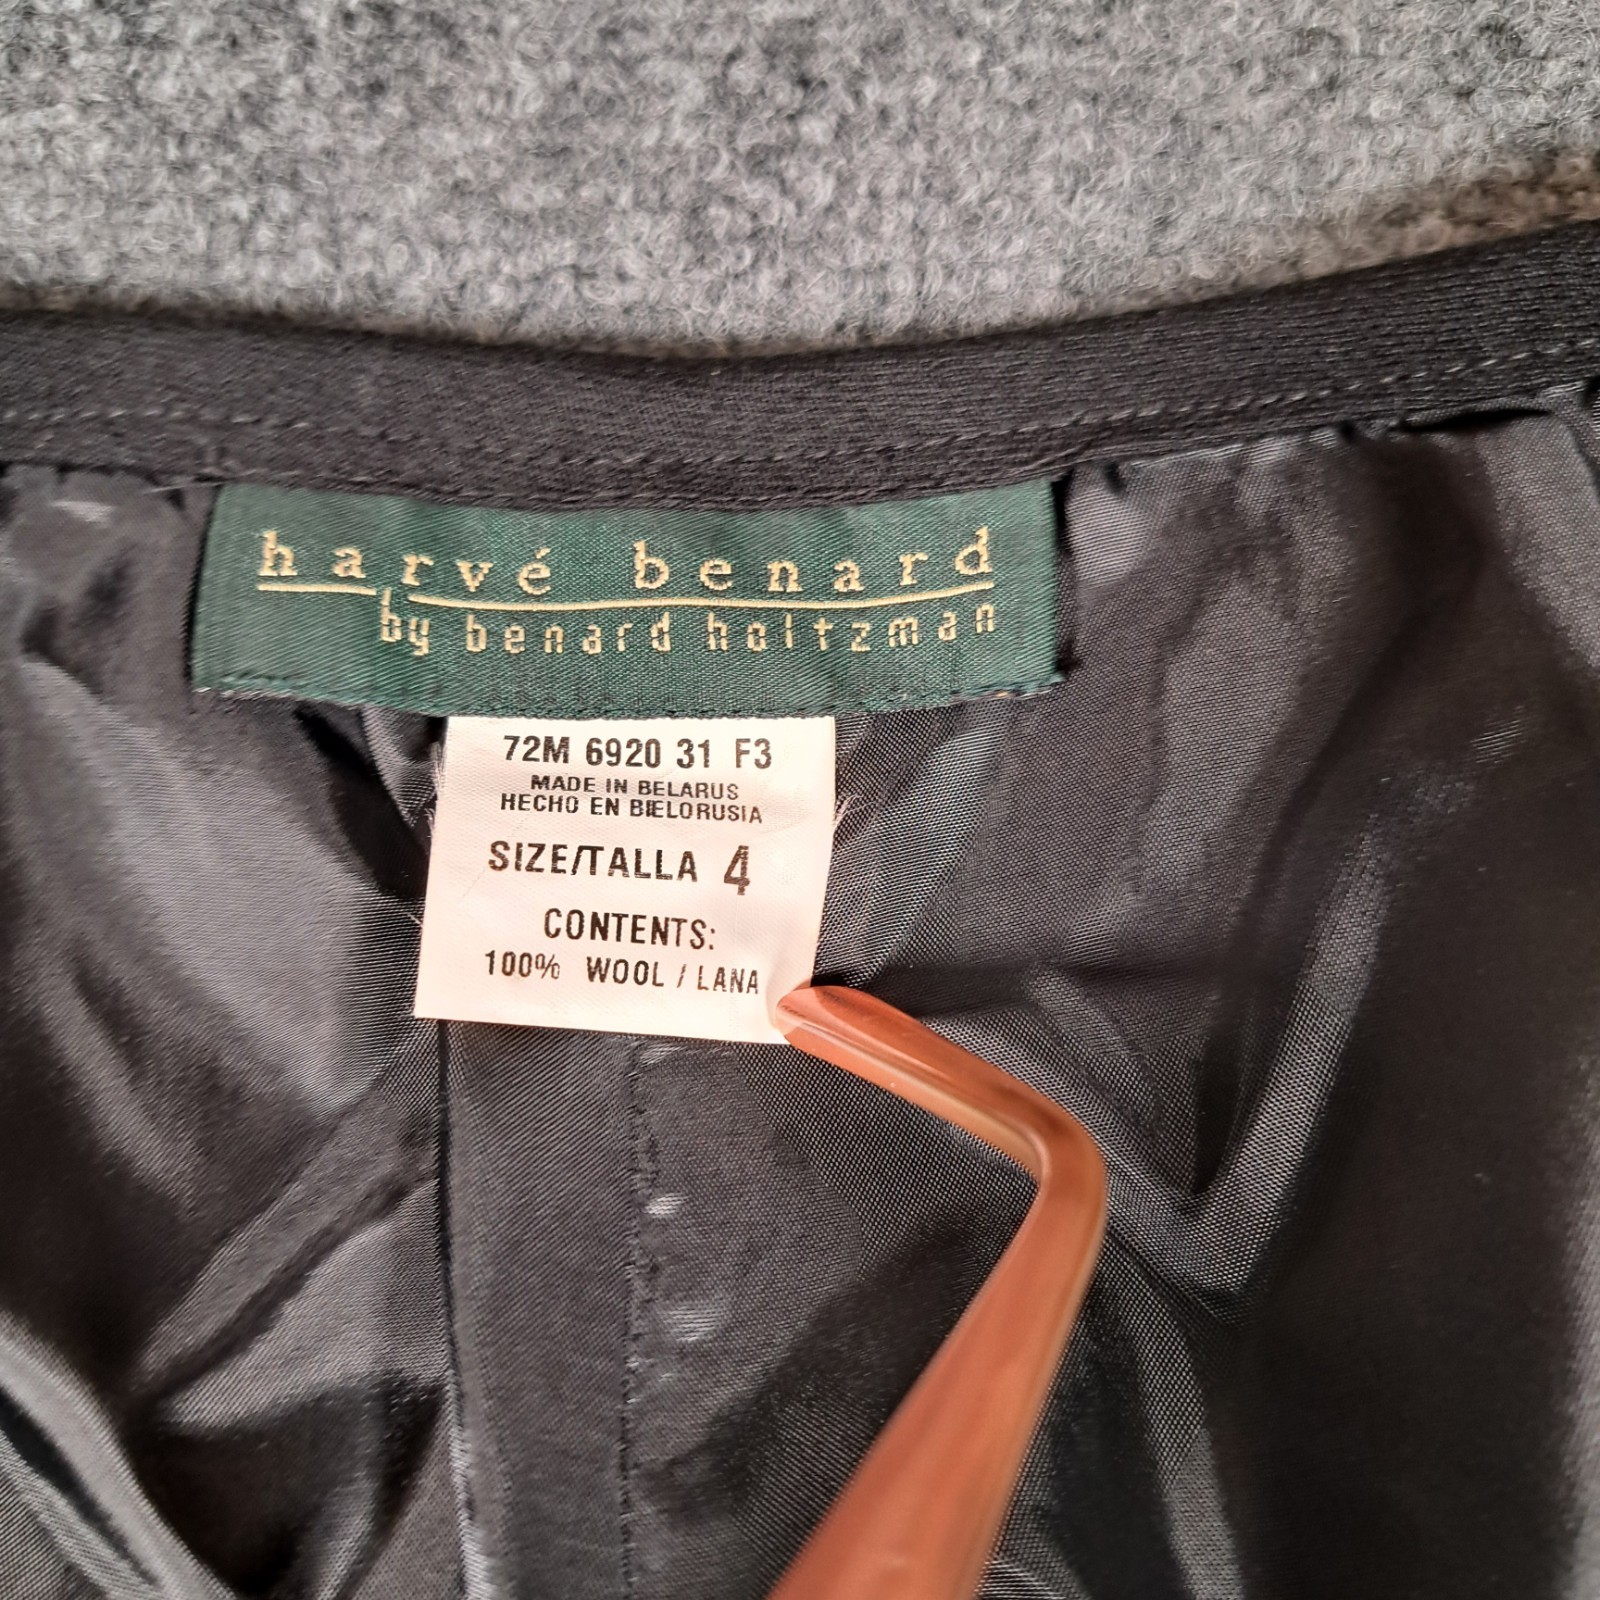 harvé benard
by benard holtzman
72M 6920 31 F3
MADE IN BELARUS
HECHO EN BIELORUSIA
SIZE/TALLA 4
CONTENTS:
100% WOOL / LANA